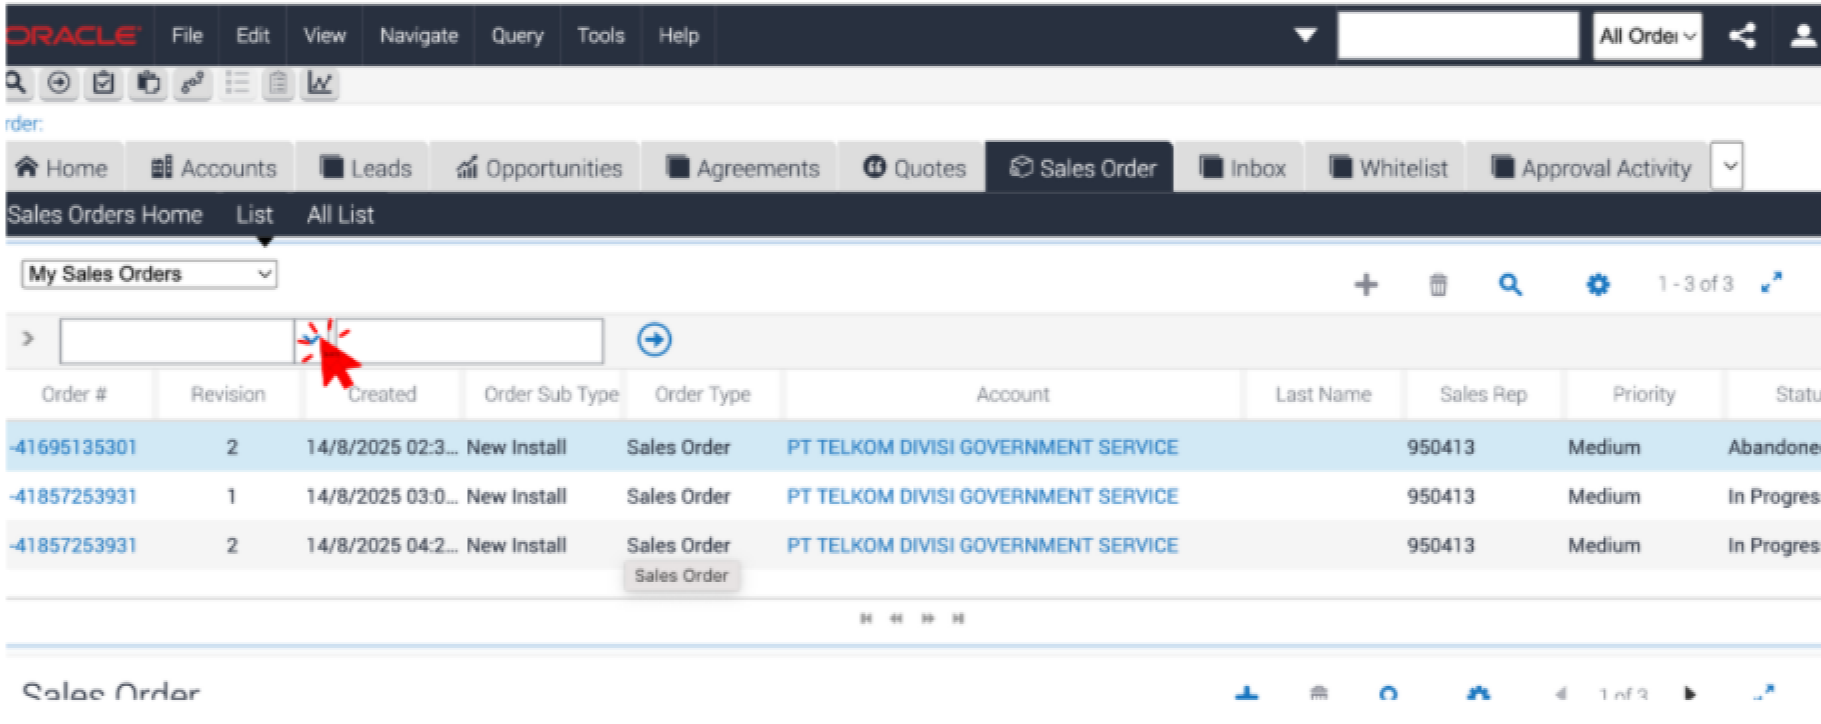 ORACLE File Edit View Navigate Query Tools Help All Order
rder:
Home Accounts Leads Opportunities Agreements Quotes Sales Order Inbox Whitelist Approval Activity
Sales Orders Home List All List
My Sales Orders 1 - 3 of 3
Order # Revision Created Order Sub Type Order Type Account Last Name Sales Rep Priority Statu
-41695135301 2 14/8/2025 02:3... New Install Sales Order PT TELKOM DIVISI GOVERNMENT SERVICE 950413 Medium Abandone
-41857253931 1 14/8/2025 03:0... New Install Sales Order PT TELKOM DIVISI GOVERNMENT SERVICE 950413 Medium In Progres
-41857253931 2 14/8/2025 04:2... New Install Sales Order PT TELKOM DIVISI GOVERNMENT SERVICE 950413 Medium In Progres
Sales Order
Sales Order 1 of 3